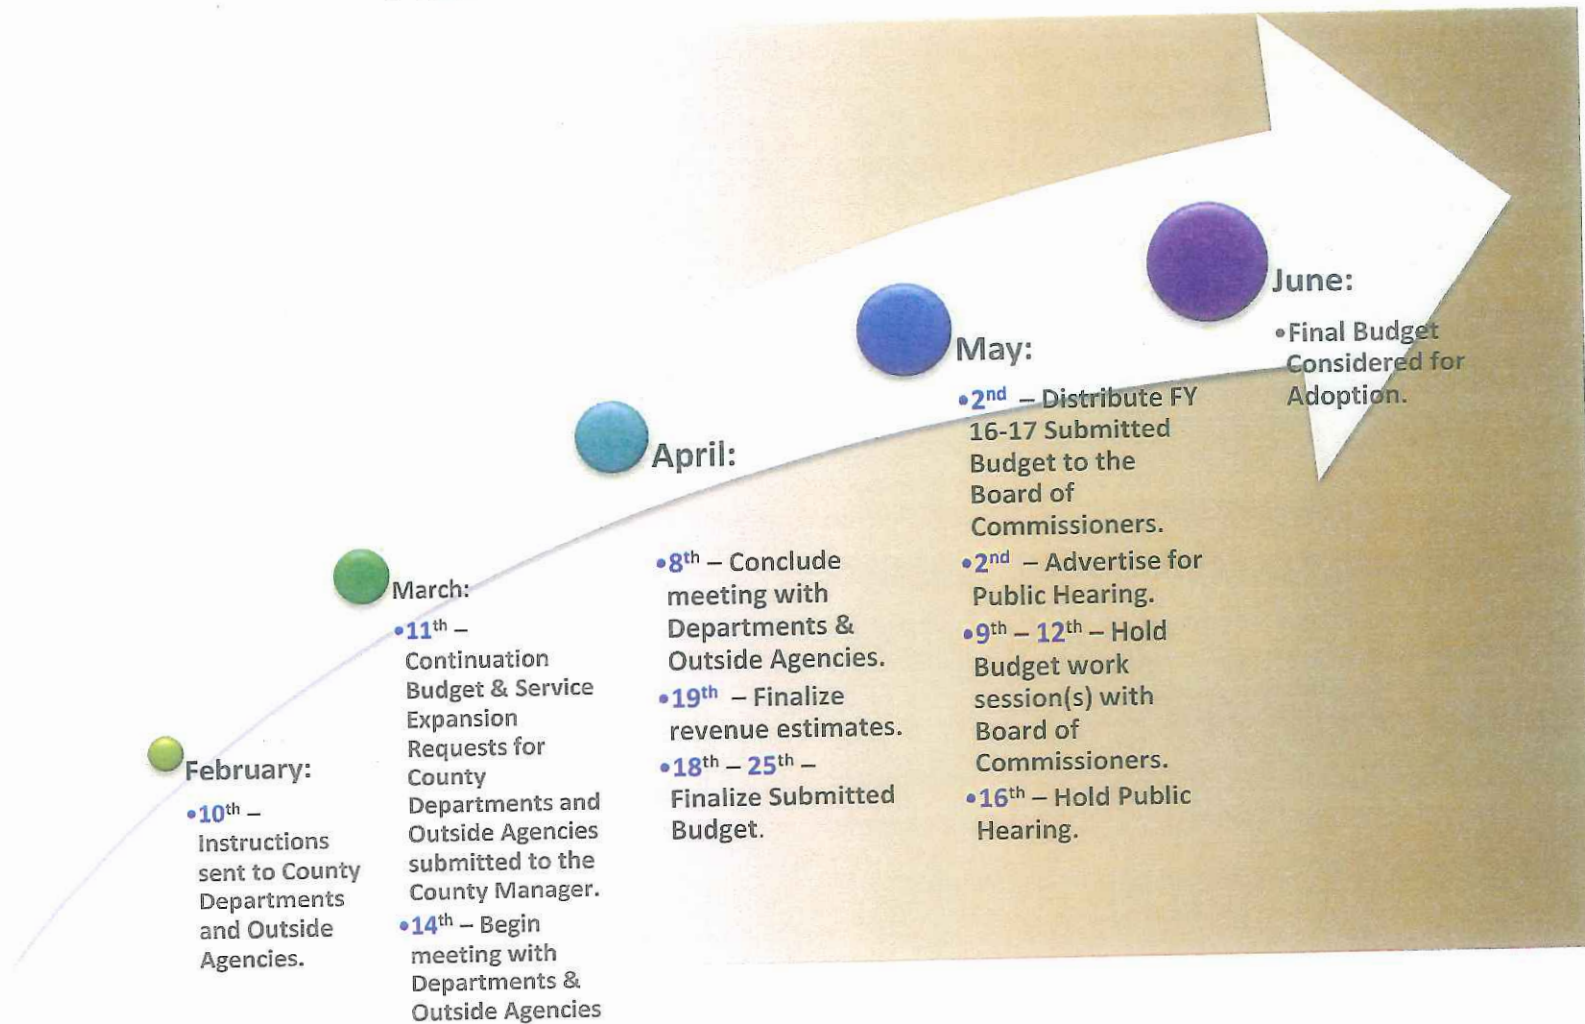 February:
•10th –
Instructions
sent to County
Departments
and Outside
Agencies.
March:
•11th –
Continuation
Budget & Service
Expansion
Requests for
County
Departments and
Outside Agencies
submitted to the
County Manager.
•14th – Begin
meeting with
Departments &
Outside Agencies
April:
•8th – Conclude
meeting with
Departments &
Outside Agencies.
•19th – Finalize
revenue estimates.
•18th – 25th –
Finalize Submitted
Budget.
May:
•2nd – Distribute FY
16-17 Submitted
Budget to the
Board of
Commissioners.
•2nd – Advertise for
Public Hearing.
•9th – 12th – Hold
Budget work
session(s) with
Board of
Commissioners.
•16th – Hold Public
Hearing.
June:
•Final Budget
Considered for
Adoption.